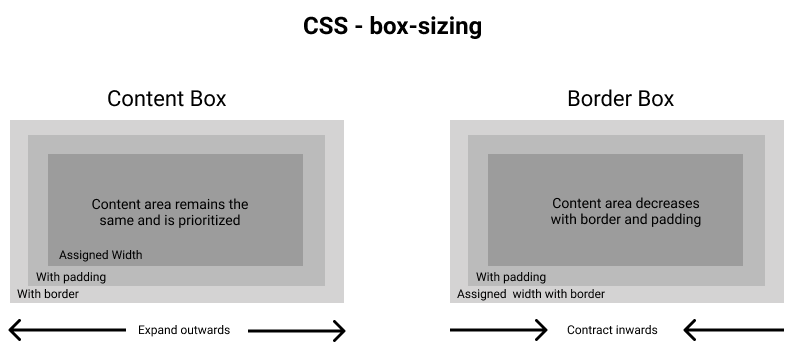 CSS - box-sizing
Content Box
Content area remains the
same and is prioritized
Assigned Width
With padding
With border
Expand outwards
Border Box
Content area decreases
with border and padding
With padding
Assigned  width with border
Contract inwards